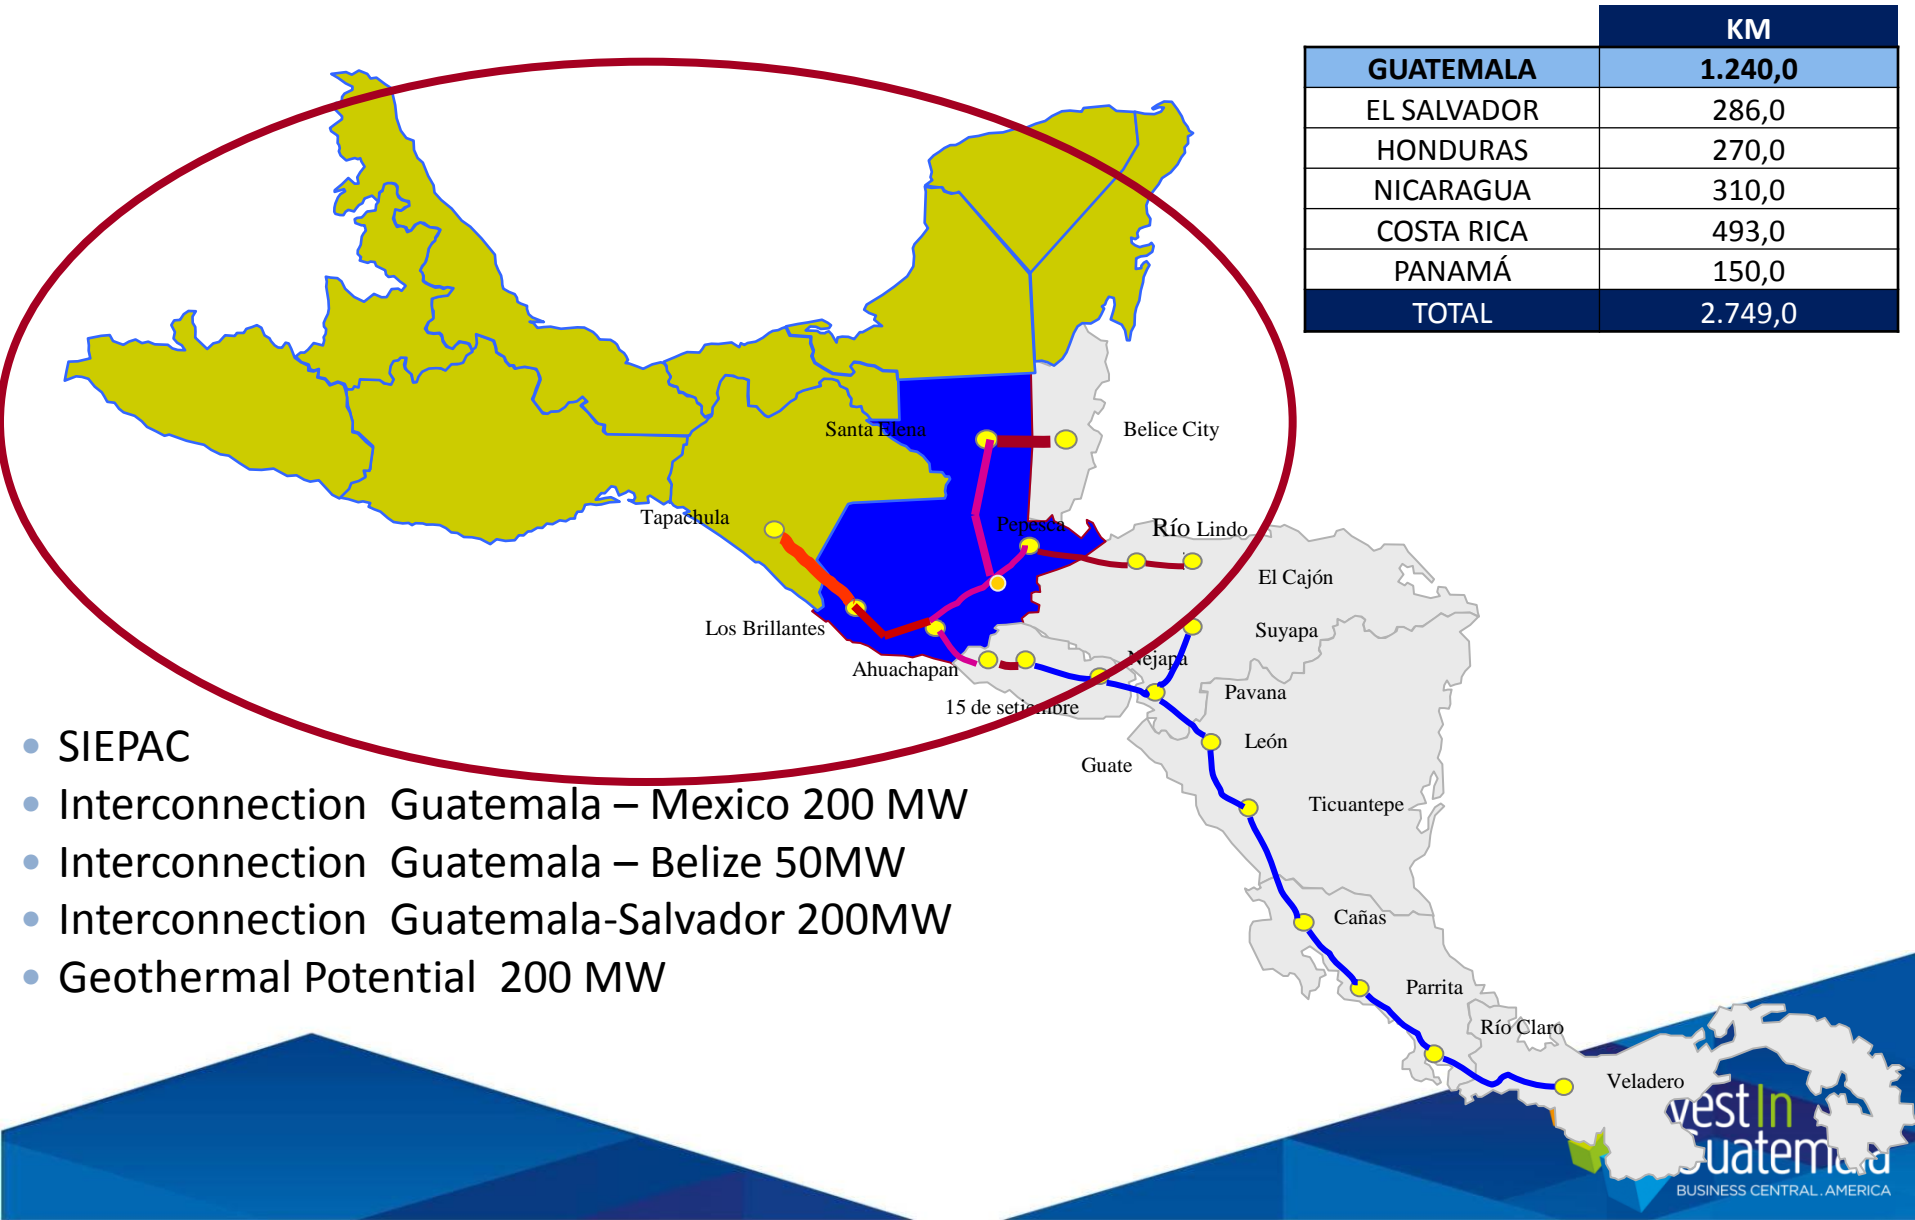 KM
GUATEMALA 1.240,0
EL SALVADOR 286,0
HONDURAS 270,0
NICARAGUA 310,0
COSTA RICA 493,0
PANAMÁ 150,0
TOTAL 2.749,0
Santa Elena
Belice City
Tapachula
Pepesca
Río Lindo
El Cajón
Los Brillantes
Suyapa
Ahuachapan
Nejapa
Pavana
15 de setiembre
León
Guate
Ticuantepe
Cañas
Parrita
Río Claro
Veladero
SIEPAC
Interconnection Guatemala – Mexico 200 MW
Interconnection Guatemala – Belize 50MW
Interconnection Guatemala-Salvador 200MW
Geothermal Potential 200 MW
vestIn
Guatemala
BUSINESS CENTRAL.AMERICA